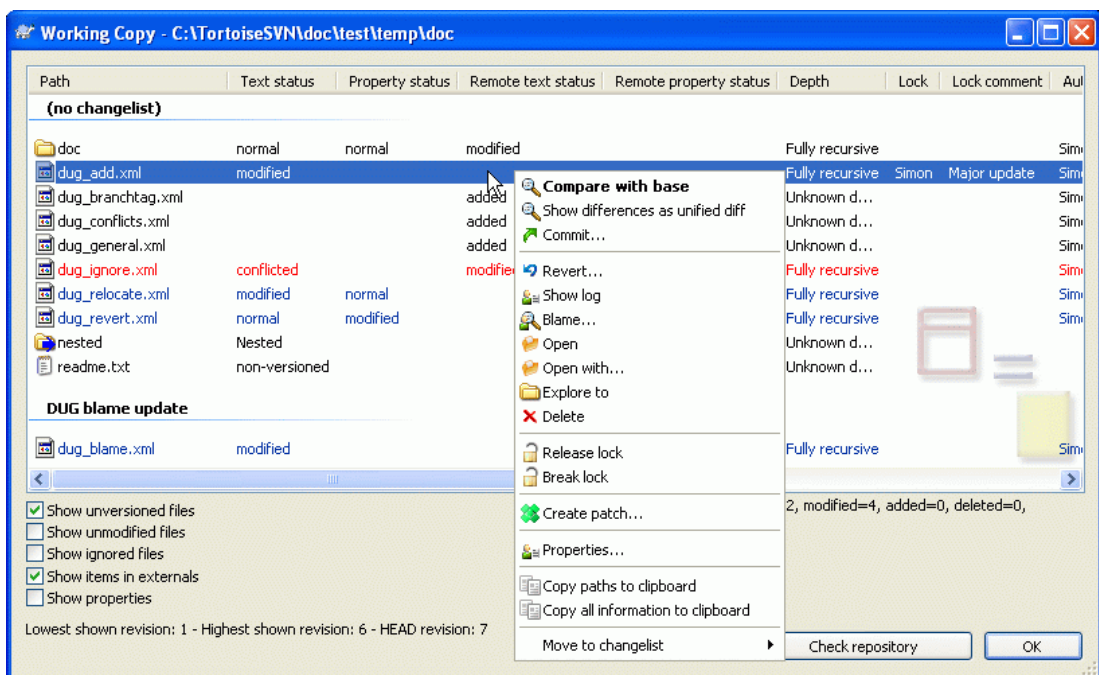 Working Copy - C:\TortoiseSVN\doc\test\temp\doc
Path Text status Property status Remote text status Remote property status Depth Lock Lock comment
(no changelist)
doc normal normal modified Fully recursive
dug_add.xml modified Fully recursive Simon Major update
dug_branchtag.xml added Unknown d...
dug_conflicts.xml added Unknown d...
dug_general.xml added Unknown d...
dug_ignore.xml conflicted Fully recursive
dug_relocate.xml modified normal Fully recursive
dug_revert.xml normal modified Fully recursive
nested Nested Unknown d...
readme.txt non-versioned Unknown d...
DUG blame update
dug_blame.xml modified Fully recursive
Compare with base
Show differences as unified diff
Commit...
Revert...
Show log
Blame...
Open
Open with...
Explore to
Delete
Release lock
Break lock
Create patch...
Properties...
Copy paths to clipboard
Copy all information to clipboard
Move to changelist
Show unversioned files
Show unmodified files
Show ignored files
Show items in externals
Show properties
2, modified=4, added=0, deleted=0,
Lowest shown revision: 1 - Highest shown revision: 6 - HEAD revision: 7
Check repository
OK